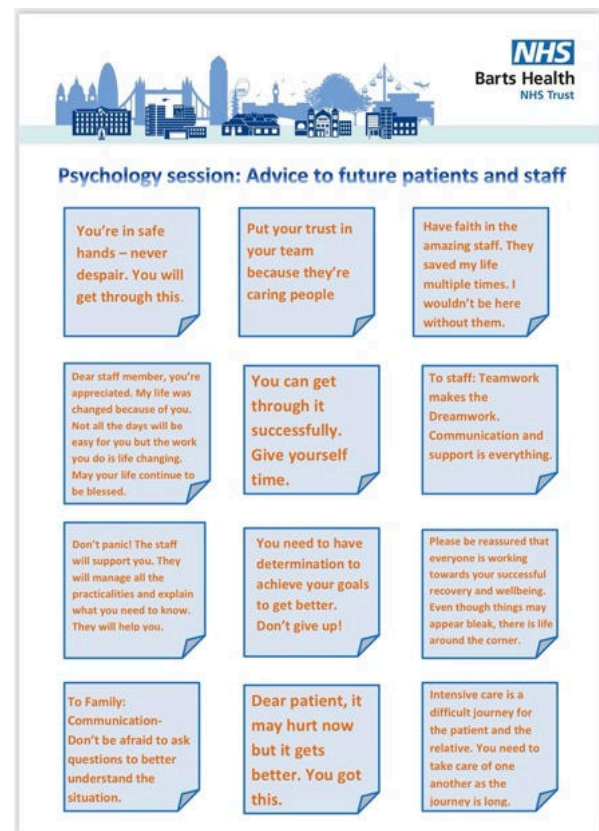 NHS
Barts Health
NHS Trust
Psychology session: Advice to future patients and staff
You're in safe
hands – never
despair. You will
get through this.
Put your trust in
your team
because they're
caring people
Have faith in the
amazing staff. They
saved my life
multiple times. I
wouldn't be here
without them.
Dear staff member, you're
appreciated. My life was
changed because of you.
Not all the days will be
easy for you but the work
you do is life changing.
May your life continue to
be blessed.
You can get
through it
successfully.
Give yourself
time.
To staff: Teamwork
makes the
Dreamwork.
Communication and
support is everything.
Don't panic! The staff
will support you. They
will manage all the
practicalities and explain
what you need to know.
They will help you.
You need to have
determination to
achieve your goals
to get better.
Don't give up!
Please be reassured that
everyone is working
towards your successful
recovery and wellbeing.
Even though things may
appear bleak, there is life
around the corner.
To Family:
Communication-
Don't be afraid to ask
questions to better
understand the
situation.
Dear patient, it
may hurt now
but it gets
better. You got
this.
Intensive care is a
difficult journey for
the patient and the
relative. You need to
take care of one
another as the
journey is long.